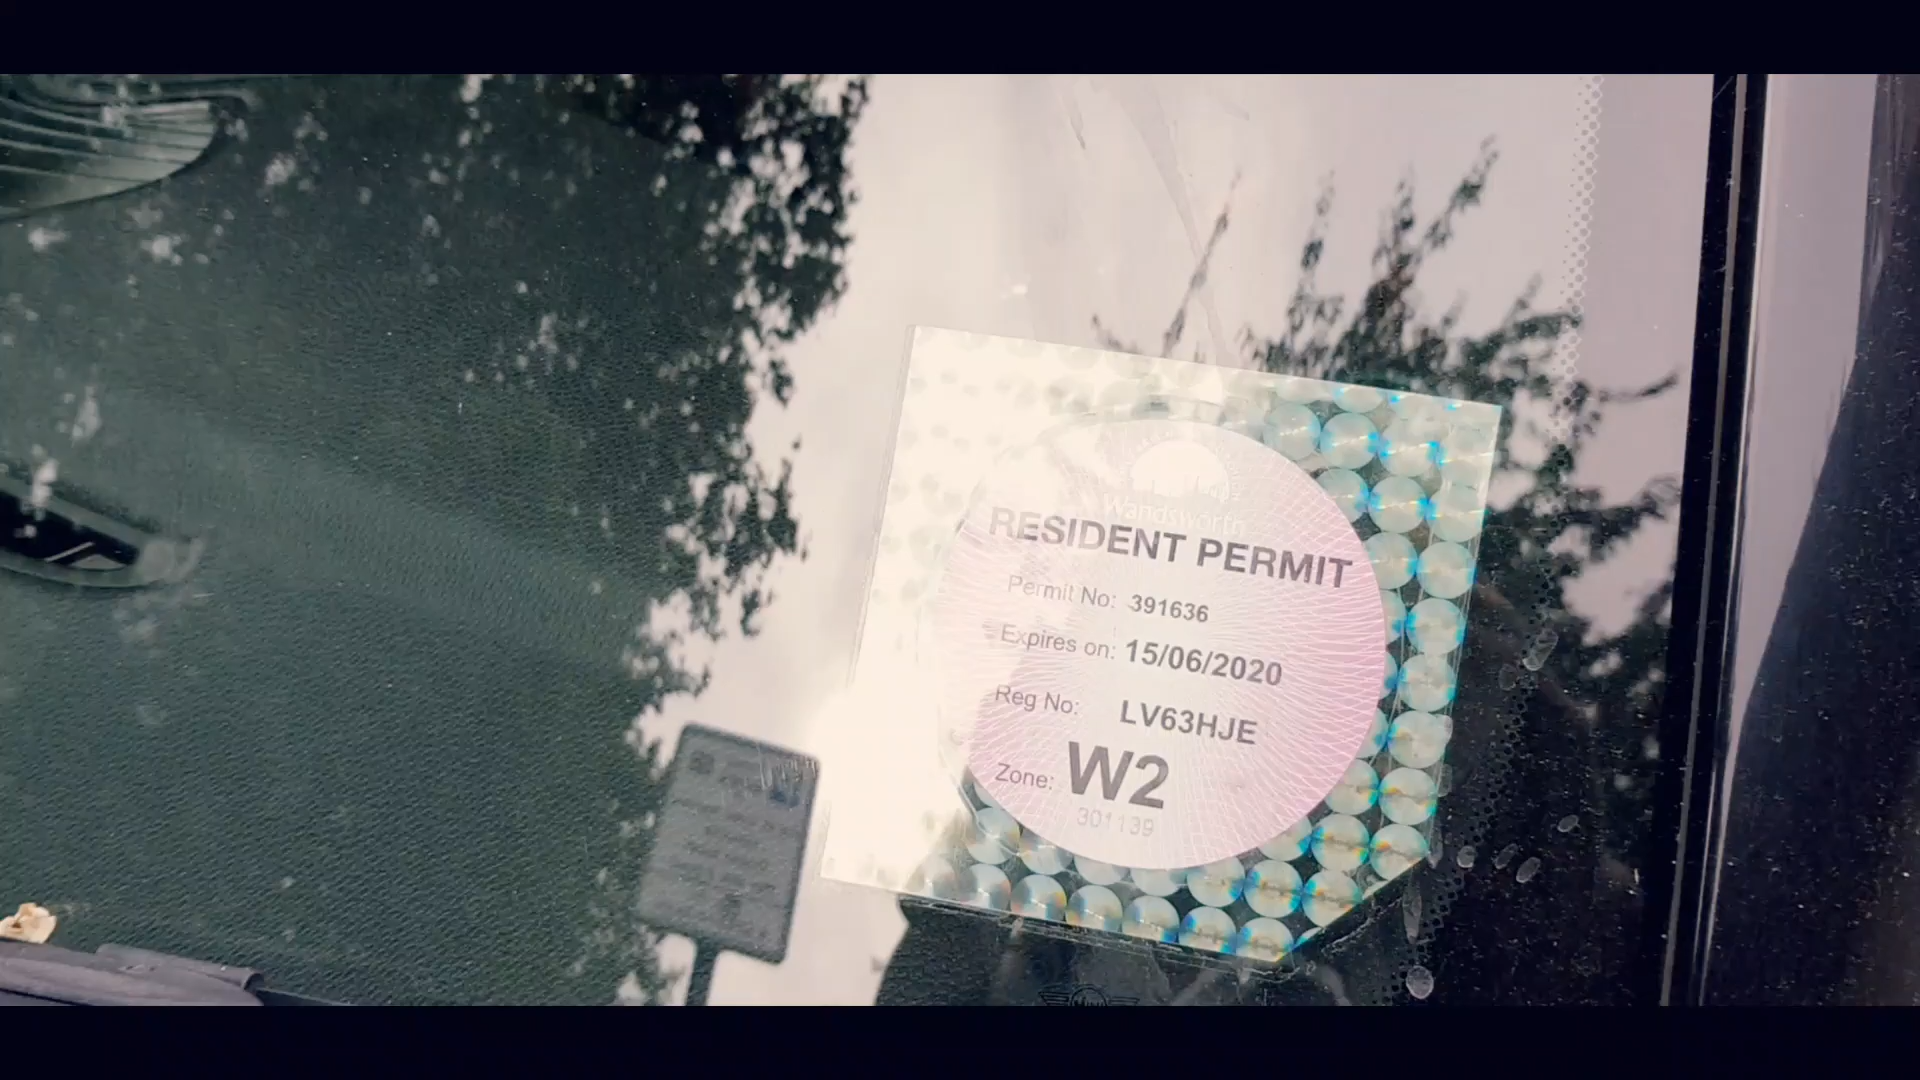 Wandsworth
RESIDENT PERMIT
Permit No: 391636
Expires on: 15/06/2020
Reg No: LV63HJE
Zone: W2
301139